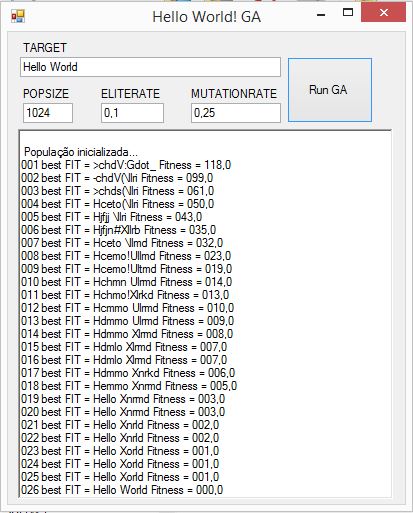 Hello World! GA
TARGET
Hello World
POPSIZE ELITERATE MUTATIONRATE
1024 0,1 0,25
Run GA
População inicializada...
001 best FIT = >chdV:Gdot_ Fitness = 118,0
002 best FIT = -chdV(\lIri Fitness = 099,0
003 best FIT = >chds(\lIri Fitness = 061,0
004 best FIT = Hceto(\lIri Fitness = 050,0
005 best FIT = Hjfjj \lIri Fitness = 043,0
006 best FIT = Hjfjn#Xllrb Fitness = 035,0
007 best FIT = Hceto \llmd Fitness = 032,0
008 best FIT = Hcemo!Ullmd Fitness = 023,0
009 best FIT = Hcemo!Ultmd Fitness = 019,0
010 best FIT = Hchmn Ulmd Fitness = 014,0
011 best FIT = Hchmo!Xlrkd Fitness = 013,0
012 best FIT = Hcmmo Ulrmd Fitness = 010,0
013 best FIT = Hdmmo Ulrmd Fitness = 009,0
014 best FIT = Hdmmo Xlrmd Fitness = 008,0
015 best FIT = Hdmlo Xlrmd Fitness = 007,0
016 best FIT = Hdmlo Xlrmd Fitness = 007,0
017 best FIT = Hdmmo Xnrkd Fitness = 006,0
018 best FIT = Hemmo Xnrmd Fitness = 005,0
019 best FIT = Hello Xnrmd Fitness = 003,0
020 best FIT = Hello Xnrmd Fitness = 003,0
021 best FIT = Hello Xnrld Fitness = 002,0
022 best FIT = Hello Xnrld Fitness = 002,0
023 best FIT = Hello Xorld Fitness = 001,0
024 best FIT = Hello Xorld Fitness = 001,0
025 best FIT = Hello Xorld Fitness = 001,0
026 best FIT = Hello World Fitness = 000,0